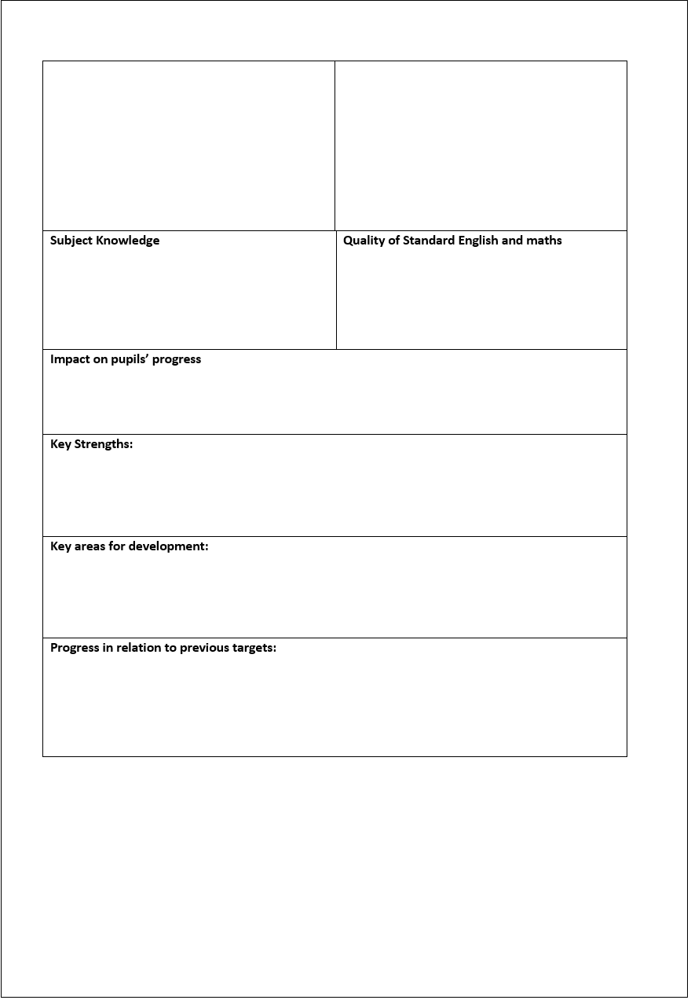 Subject Knowledge
Quality of Standard English and maths
Impact on pupils’ progress
Key Strengths:
Key areas for development:
Progress in relation to previous targets: